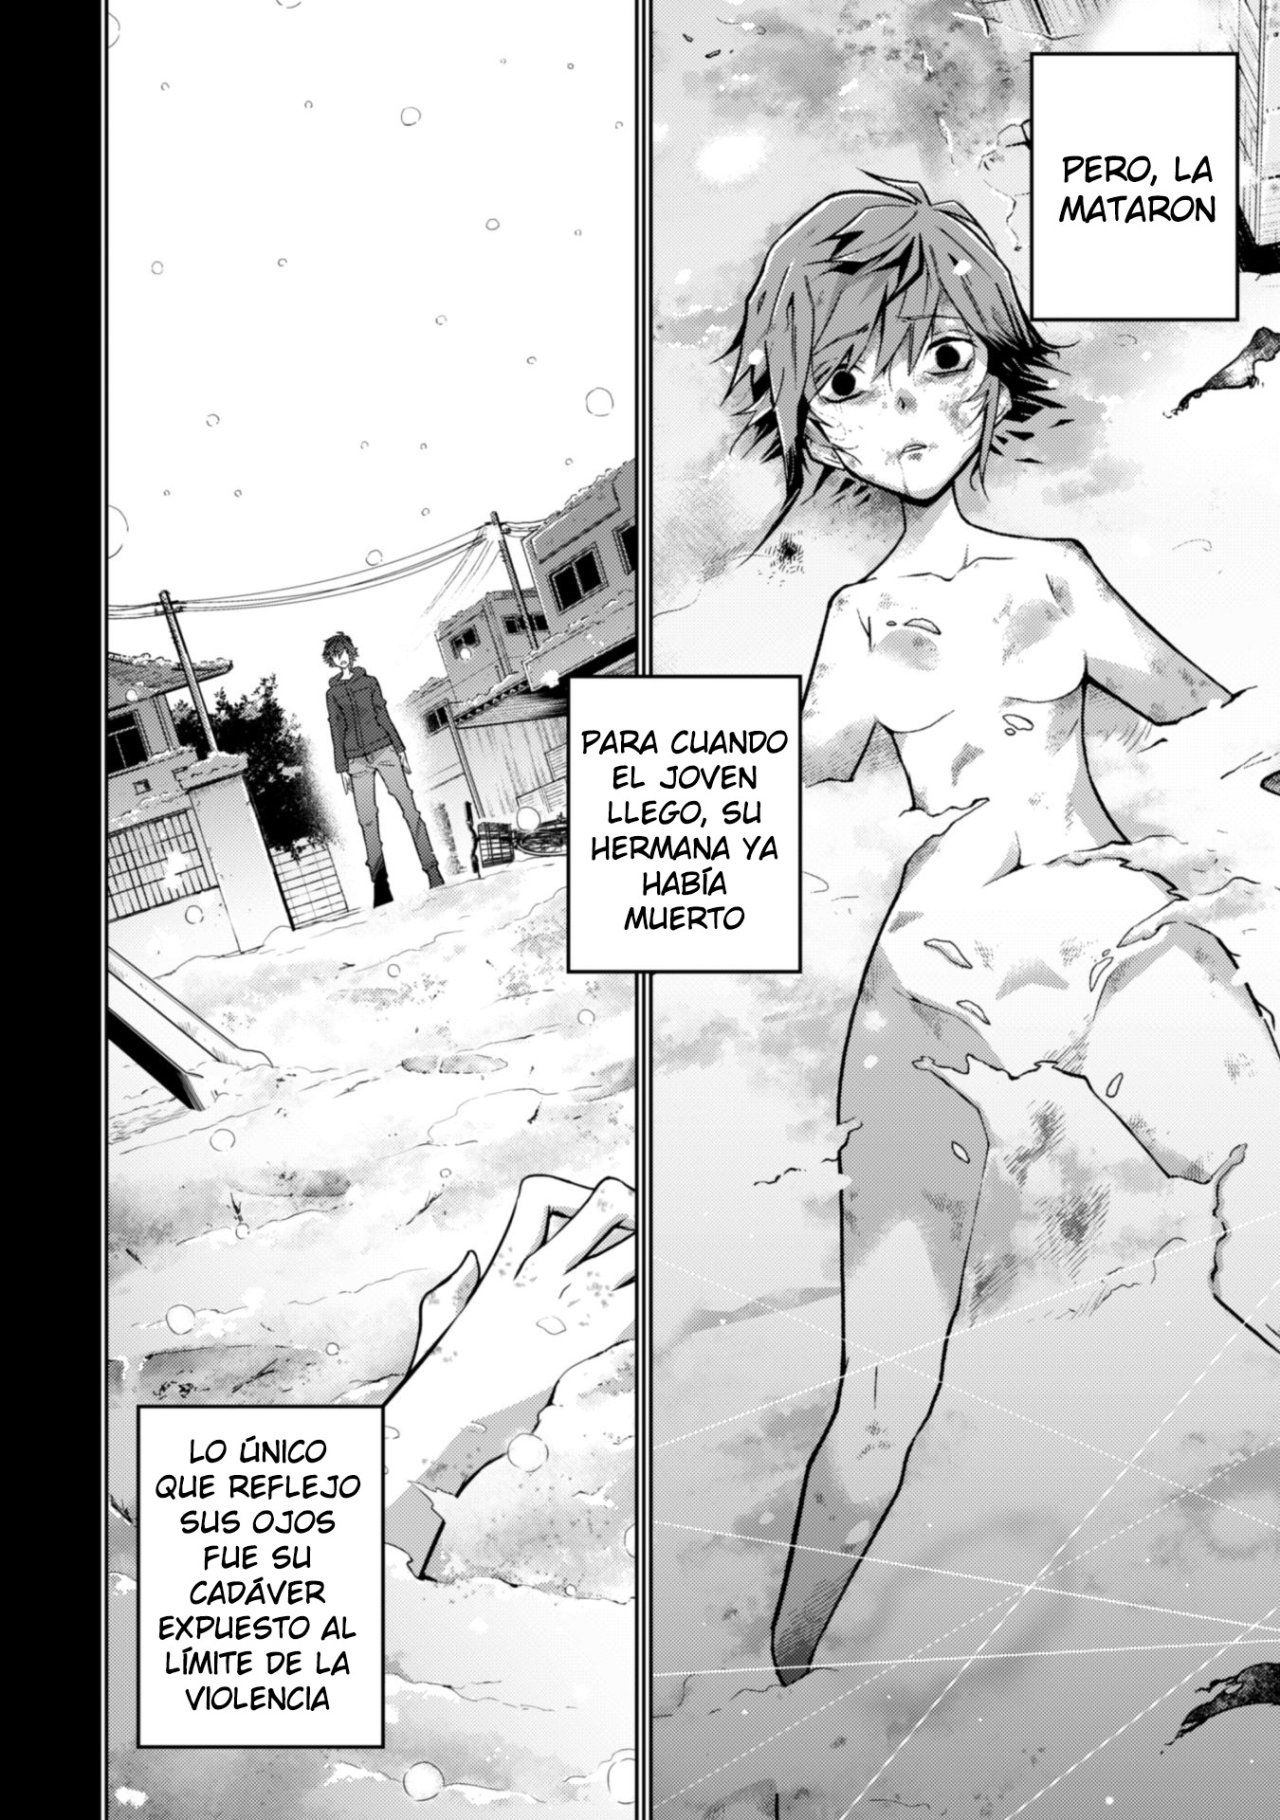 PERO, LA
MATARON
PARA CUANDO
EL JOVEN
LLEGO, SU
HERMANA YA
HABÍA
MUERTO
LO ÚNICO
QUE REFLEJO
SUS OJOS
FUE SU
CADÁVER
EXPUESTO AL
LÍMITE DE LA
VIOLENCIA